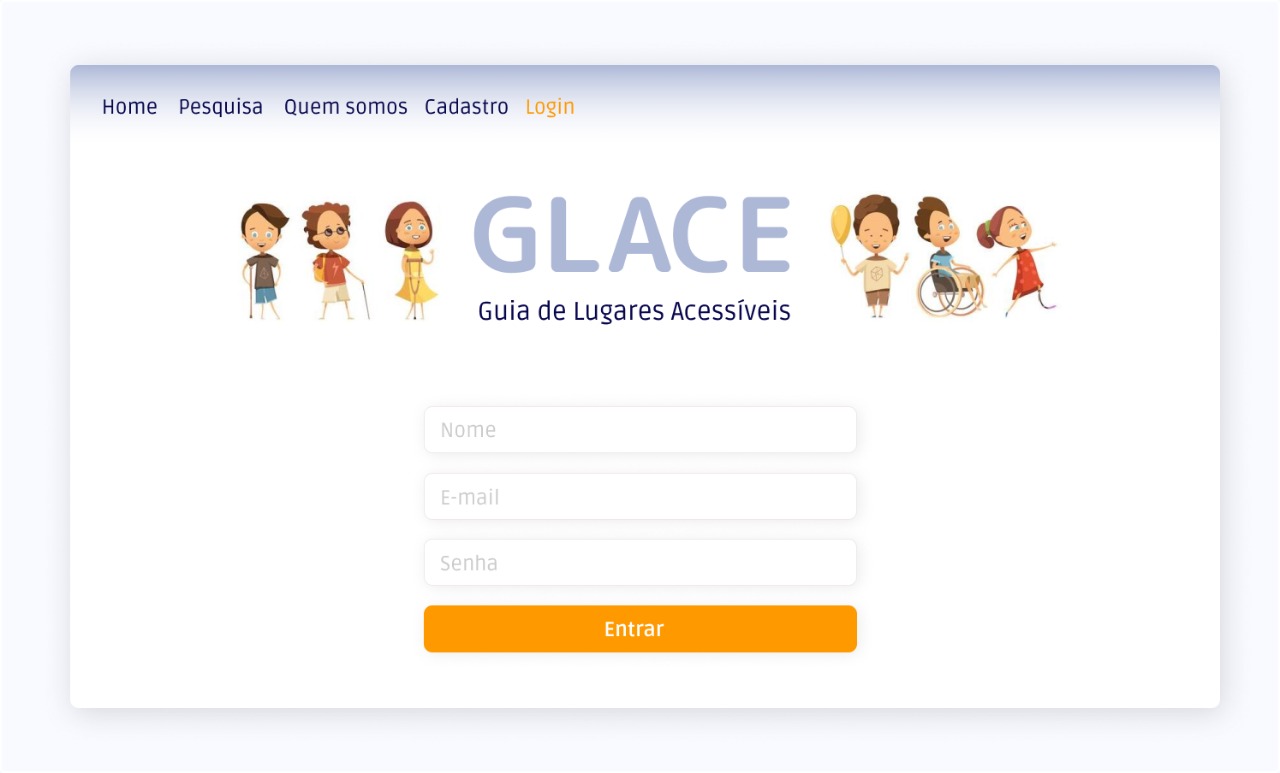 Home Pesquisa Quem somos Cadastro Login
GLACE
Guia de Lugares Acessíveis
Nome
E-mail
Senha
Entrar